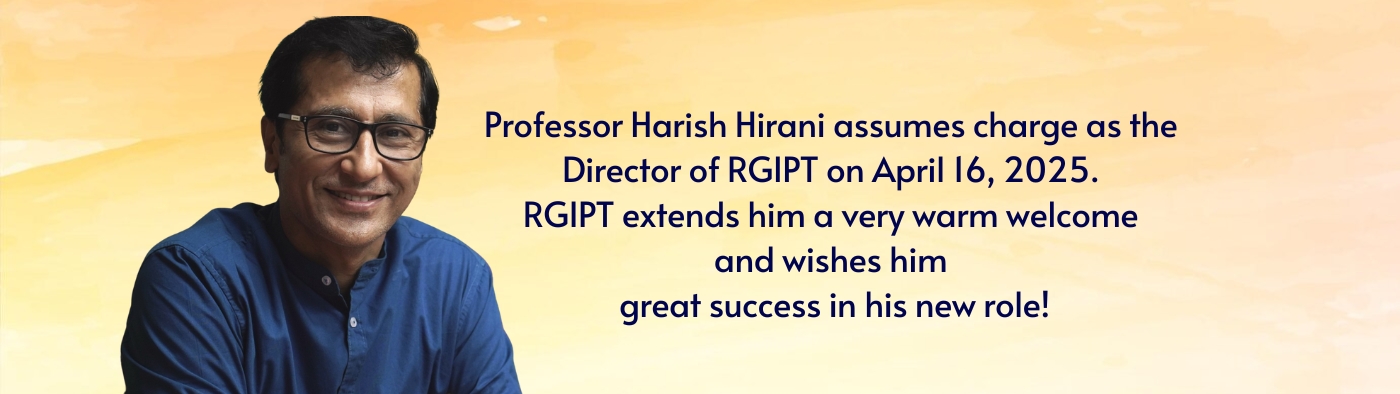 Professor Harish Hirani assumes charge as the
Director of RGIPT on April 16, 2025.
RGIPT extends him a very warm welcome
and wishes him
great success in his new role!